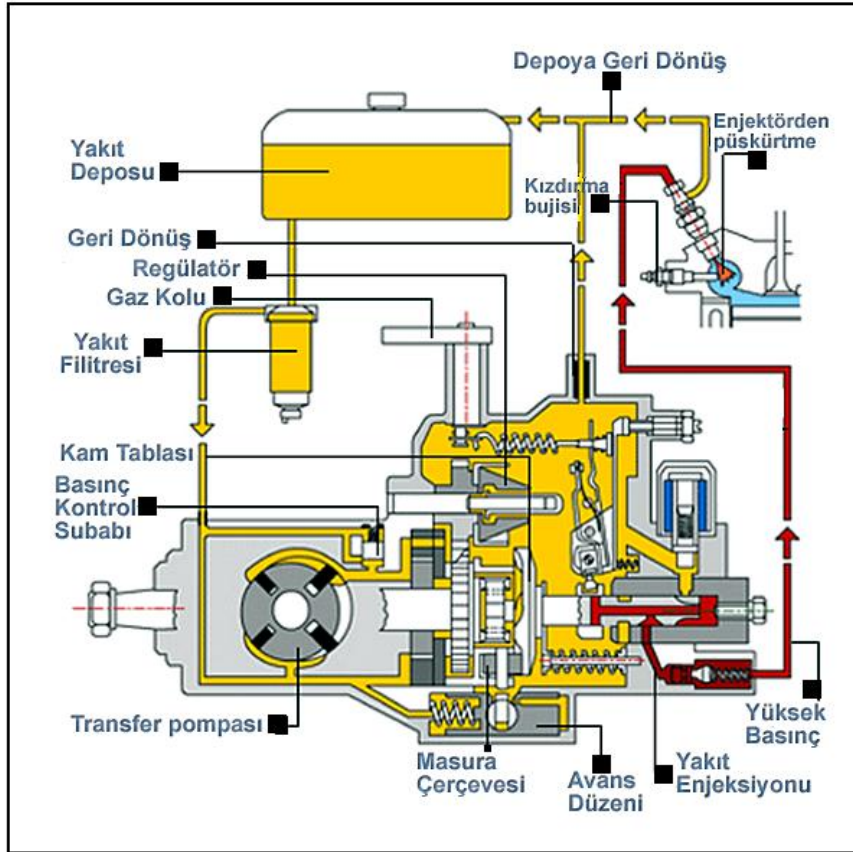 Depoya Geri Dönüş
Enjektörden
püskürtme
Yakıt
Deposu
Kızdırma
bujisi
Geri Dönüş
Regülatör
Gaz Kolu
Yakıt
Filitresi
Kam Tablası
Basınç
Kontrol
Subabı
Transfer pompası
Masura
Çerçevesi
Avans
Düzeni
Yakıt
Enjeksiyonu
Yüksek
Basınç